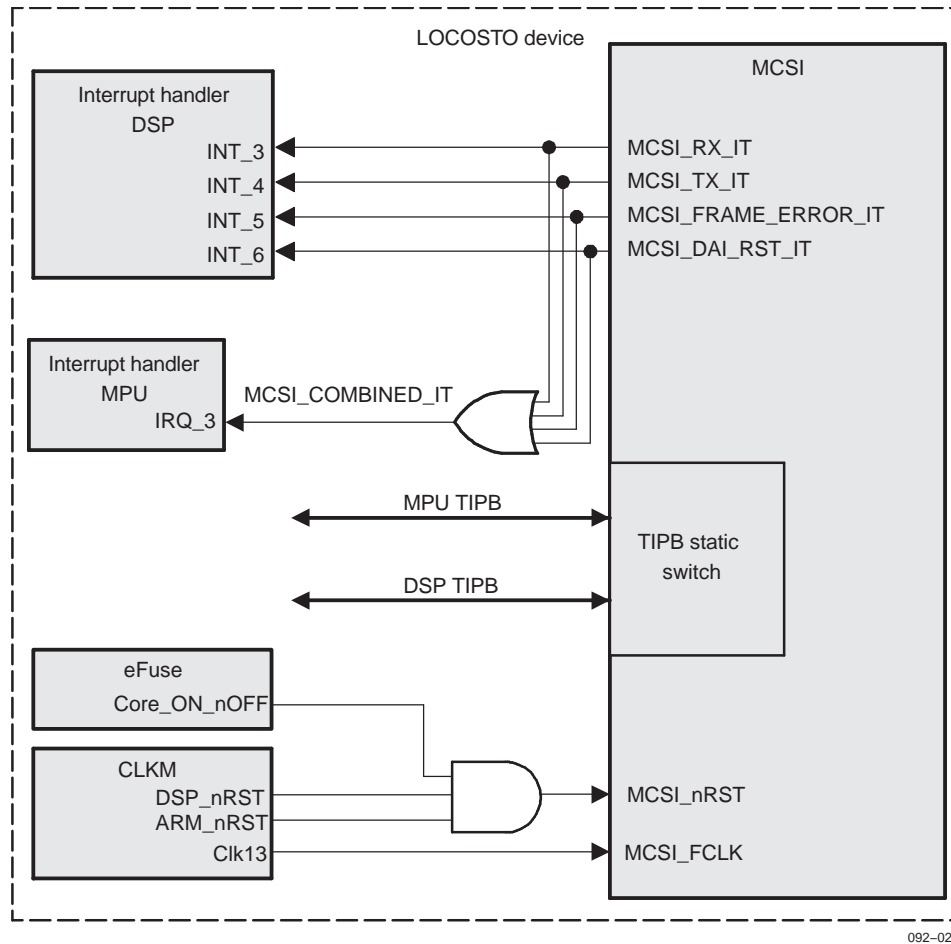 LOCOSTO device
MCSI
Interrupt handler
DSP
INT_3
INT_4
INT_5
INT_6
MCSI_RX_IT
MCSI_TX_IT
MCSI_FRAME_ERROR_IT
MCSI_DAI_RST_IT
Interrupt handler
MPU
IRQ_3
MCSI_COMBINED_IT
MPU TIPB
DSP TIPB
TIPB static
switch
eFuse
Core_ON_nOFF
CLKM
DSP_nRST
ARM_nRST
Clk13
MCSI_nRST
MCSI_FCLK
092–02